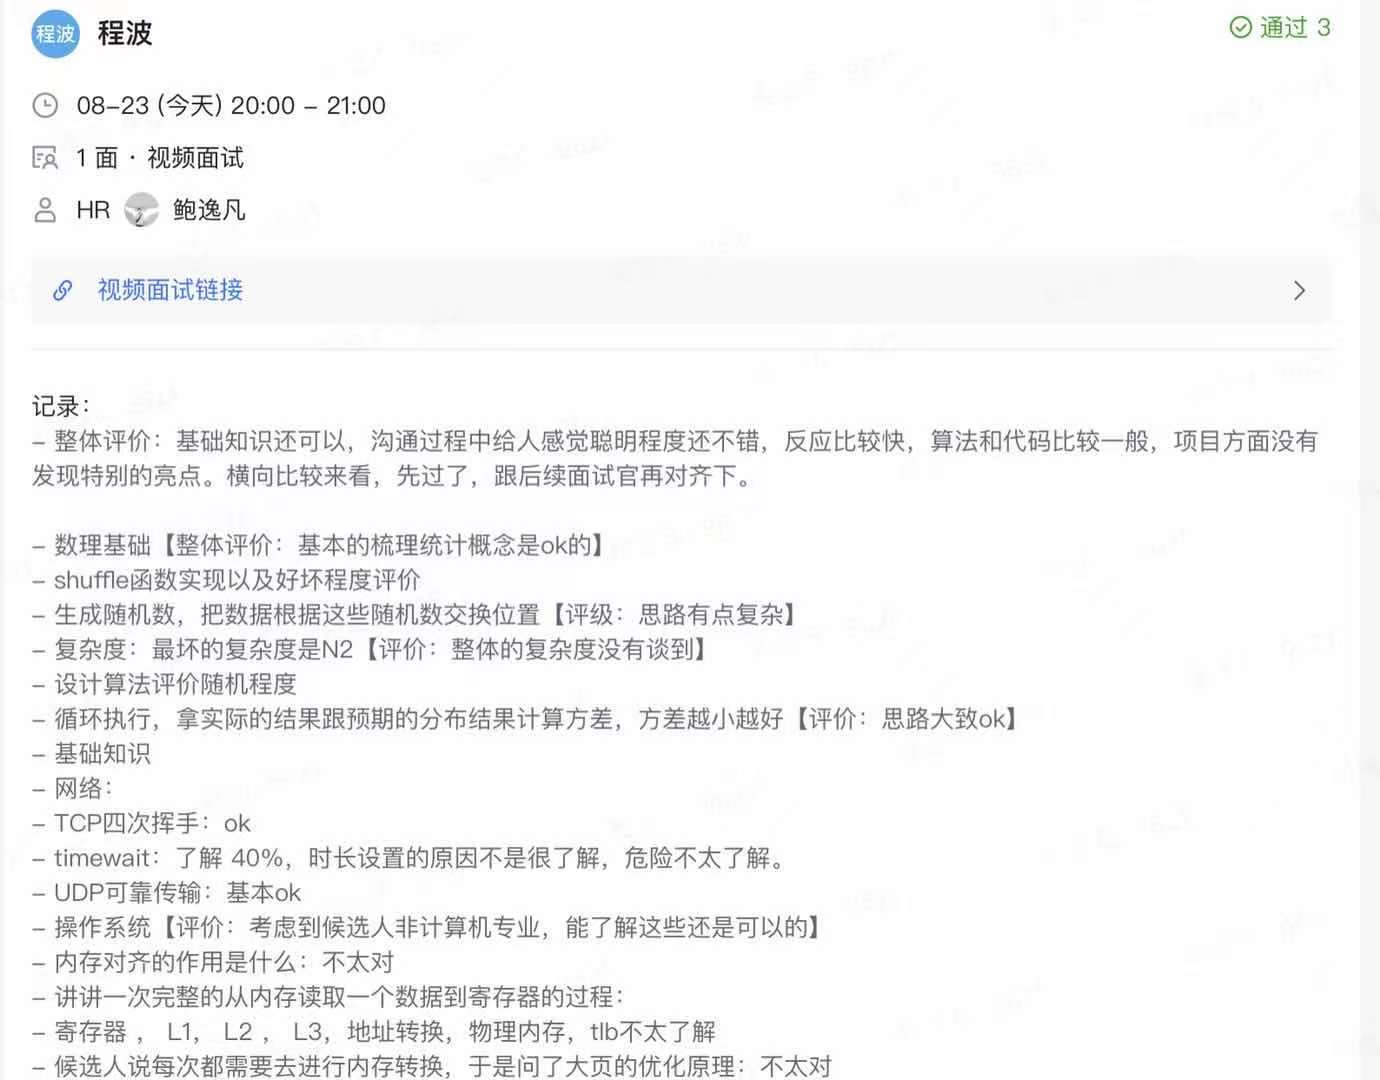 程波 程波 通过 3
08-23 (今天) 20:00 - 21:00
1 面 · 视频面试
HR 鲍逸凡
视频面试链接
记录：
- 整体评价：基础知识还可以，沟通过程中给人感觉聪明程度还不错，反应比较快，算法和代码比较一般，项目方面没有
发现特别的亮点。横向比较来看，先过了，跟后续面试官再对齐下。
- 数理基础【整体评价：基本的梳理统计概念是ok的】
- shuffle函数实现以及好坏程度评价
- 生成随机数，把数据根据这些随机数交换位置【评级：思路有点复杂】
- 复杂度：最坏的复杂度是N2【评价：整体的复杂度没有谈到】
- 设计算法评价随机程度
- 循环执行，拿实际的结果跟预期的分布结果计算方差，方差越小越好【评价：思路大致ok】
- 基础知识
- 网络：
- TCP四次挥手：ok
- timewait：了解 40%，时长设置的原因不是很了解，危险不太了解。
- UDP可靠传输：基本ok
- 操作系统【评价：考虑到候选人非计算机专业，能了解这些还是可以的】
- 内存对齐的作用是什么：不太对
- 讲讲一次完整的从内存读取一个数据到寄存器的过程：
- 寄存器 ， L1， L2 ， L3，地址转换，物理内存，tlb不太了解
- 候选人说每次都需要去进行内存转换，于是问了大页的优化原理：不太对